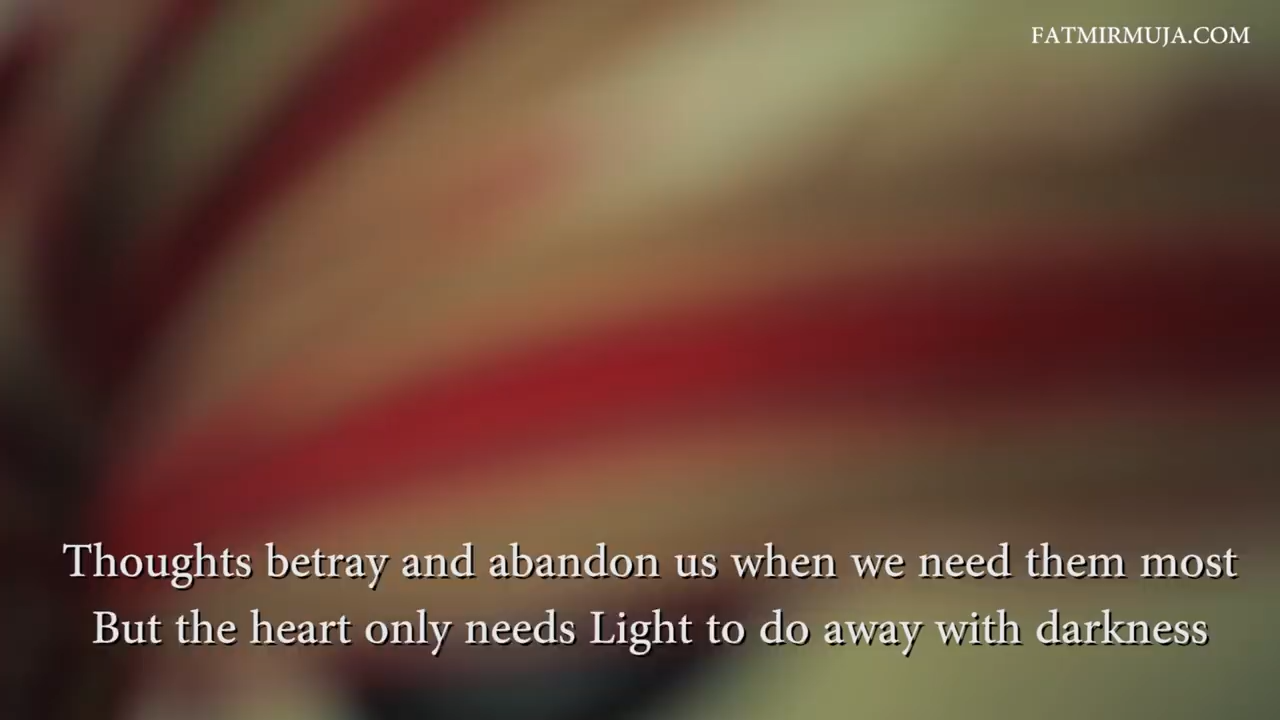 FATMIRMUJA.COM
Thoughts betray and abandon us when we need them most
But the heart only needs Light to do away with darkness